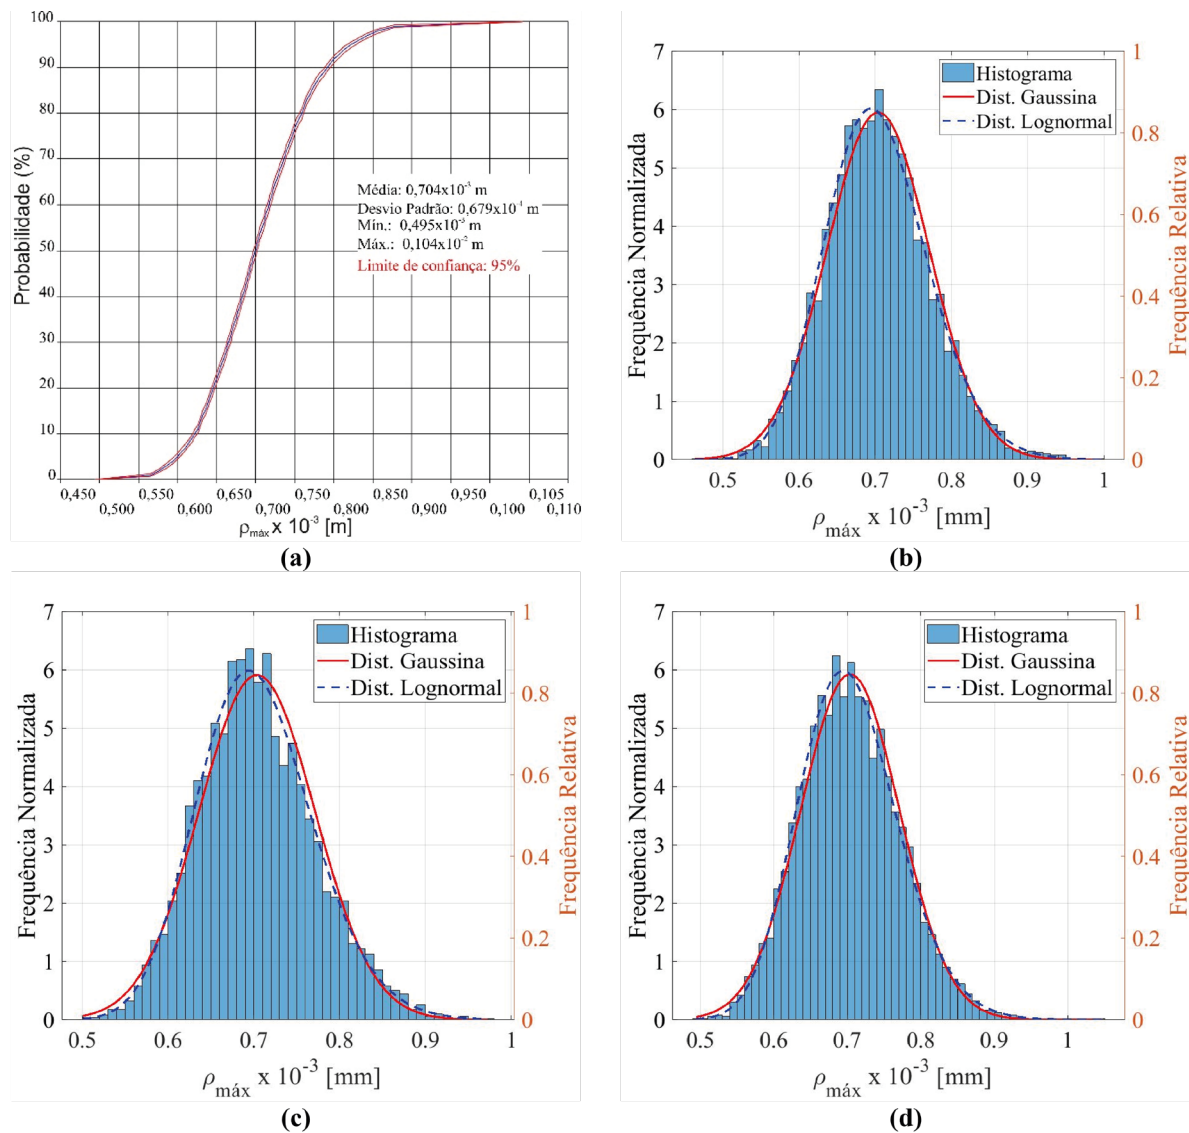 100
90
80
70
60
50
40
30
20
10
0
Probabilidade (%)
Média: 0,704x10⁻³ m
Desvio Padrão: 0,679x10⁻⁴ m
Mín.: 0,495x10⁻³ m
Máx.: 0,104x10⁻² m
Limite de confiança: 95%
0,450 0,550 0,650 0,750 0,850 0,950 0,105
0,500 0,600 0,700 0,800 0,900 0,100 0,110
ρmáx x 10⁻³ [m]
(a)
7
6
5
4
3
2
1
0
Frequência Normalizada
Histograma
Dist. Gaussina
Dist. Lognormal
1
0.8
0.6
0.4
0.2
0
Frequência Relativa
0.5 0.6 0.7 0.8 0.9 1
ρmáx x 10⁻³ [mm]
(b)
7
6
5
4
3
2
1
0
Frequência Normalizada
Histograma
Dist. Gaussina
Dist. Lognormal
1
0.8
0.6
0.4
0.2
0
Frequência Relativa
0.5 0.6 0.7 0.8 0.9 1
ρmáx x 10⁻³ [mm]
(c)
7
6
5
4
3
2
1
0
Frequência Normalizada
Histograma
Dist. Gaussina
Dist. Lognormal
1
0.8
0.6
0.4
0.2
0
Frequência Relativa
0.5 0.6 0.7 0.8 0.9 1
ρmáx x 10⁻³ [mm]
(d)